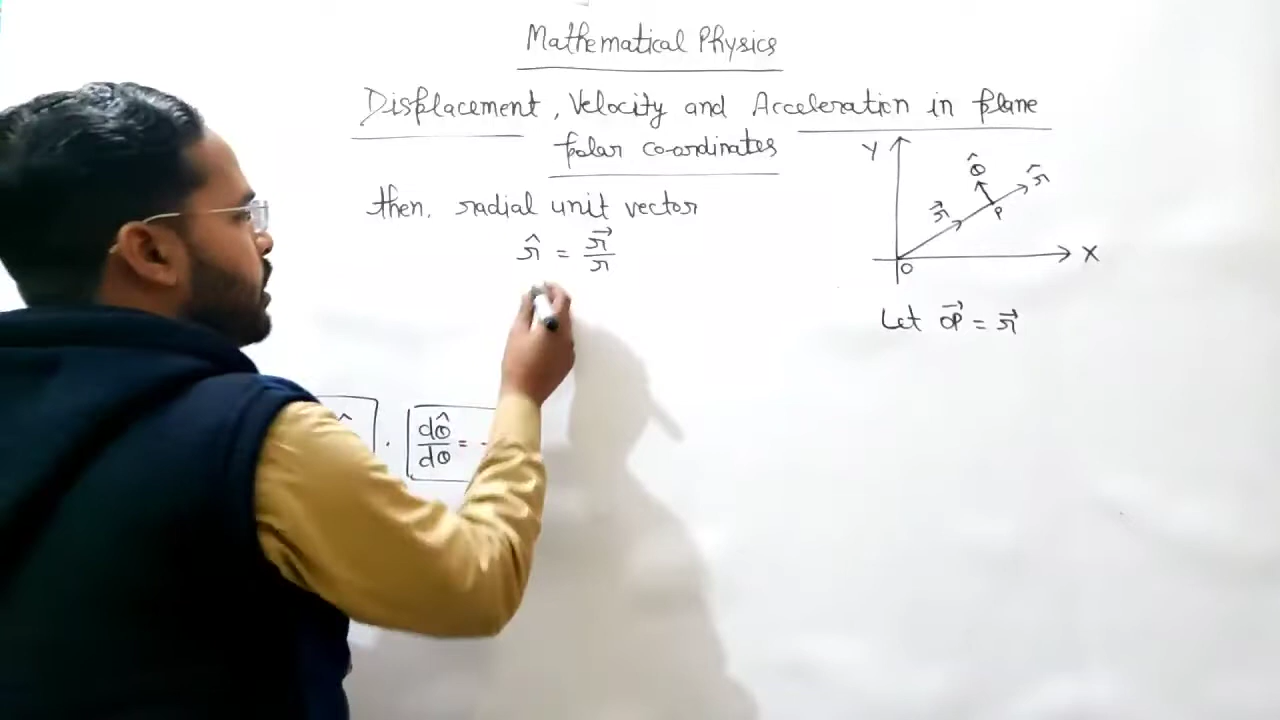 Mathematical Physics
Displacement, Velocity and Acceleration in plane
polar co-ordinates
then, radial unit vector
r̂ = r⃗/r
Y
θ̂
r̂
r⃗
P
O
X
Let OP⃗ = r⃗
dθ̂/dθ = -